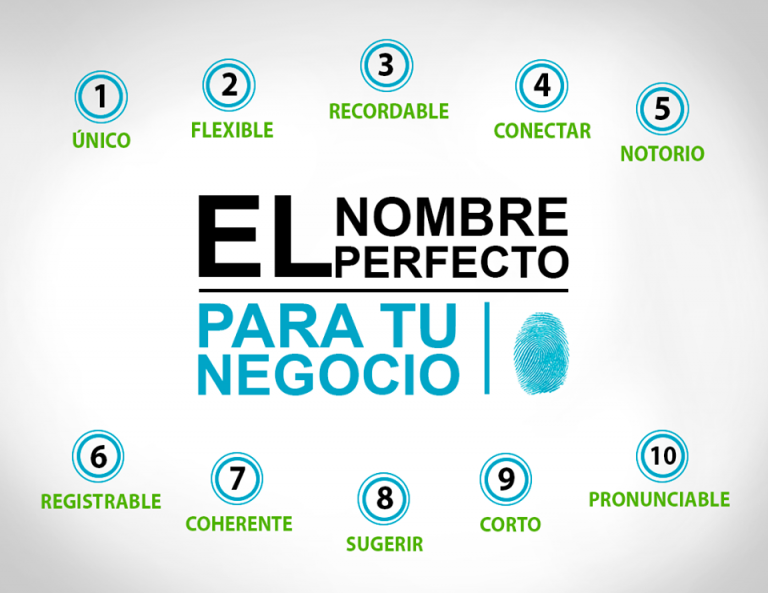 1
ÚNICO
2
FLEXIBLE
3
RECORDABLE
4
CONECTAR
5
NOTORIO
EL NOMBRE
PERFECTO
PARA TU
NEGOCIO
6
REGISTRABLE
7
COHERENTE
8
SUGERIR
9
CORTO
10
PRONUNCIABLE